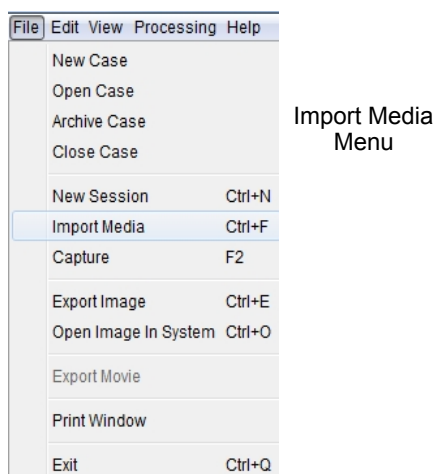 File Edit View Processing Help
New Case
Open Case
Archive Case
Close Case
New Session Ctrl+N
Import Media Ctrl+F
Capture F2
Export Image Ctrl+E
Open Image In System Ctrl+O
Export Movie
Print Window
Exit Ctrl+Q
Import Media
Menu